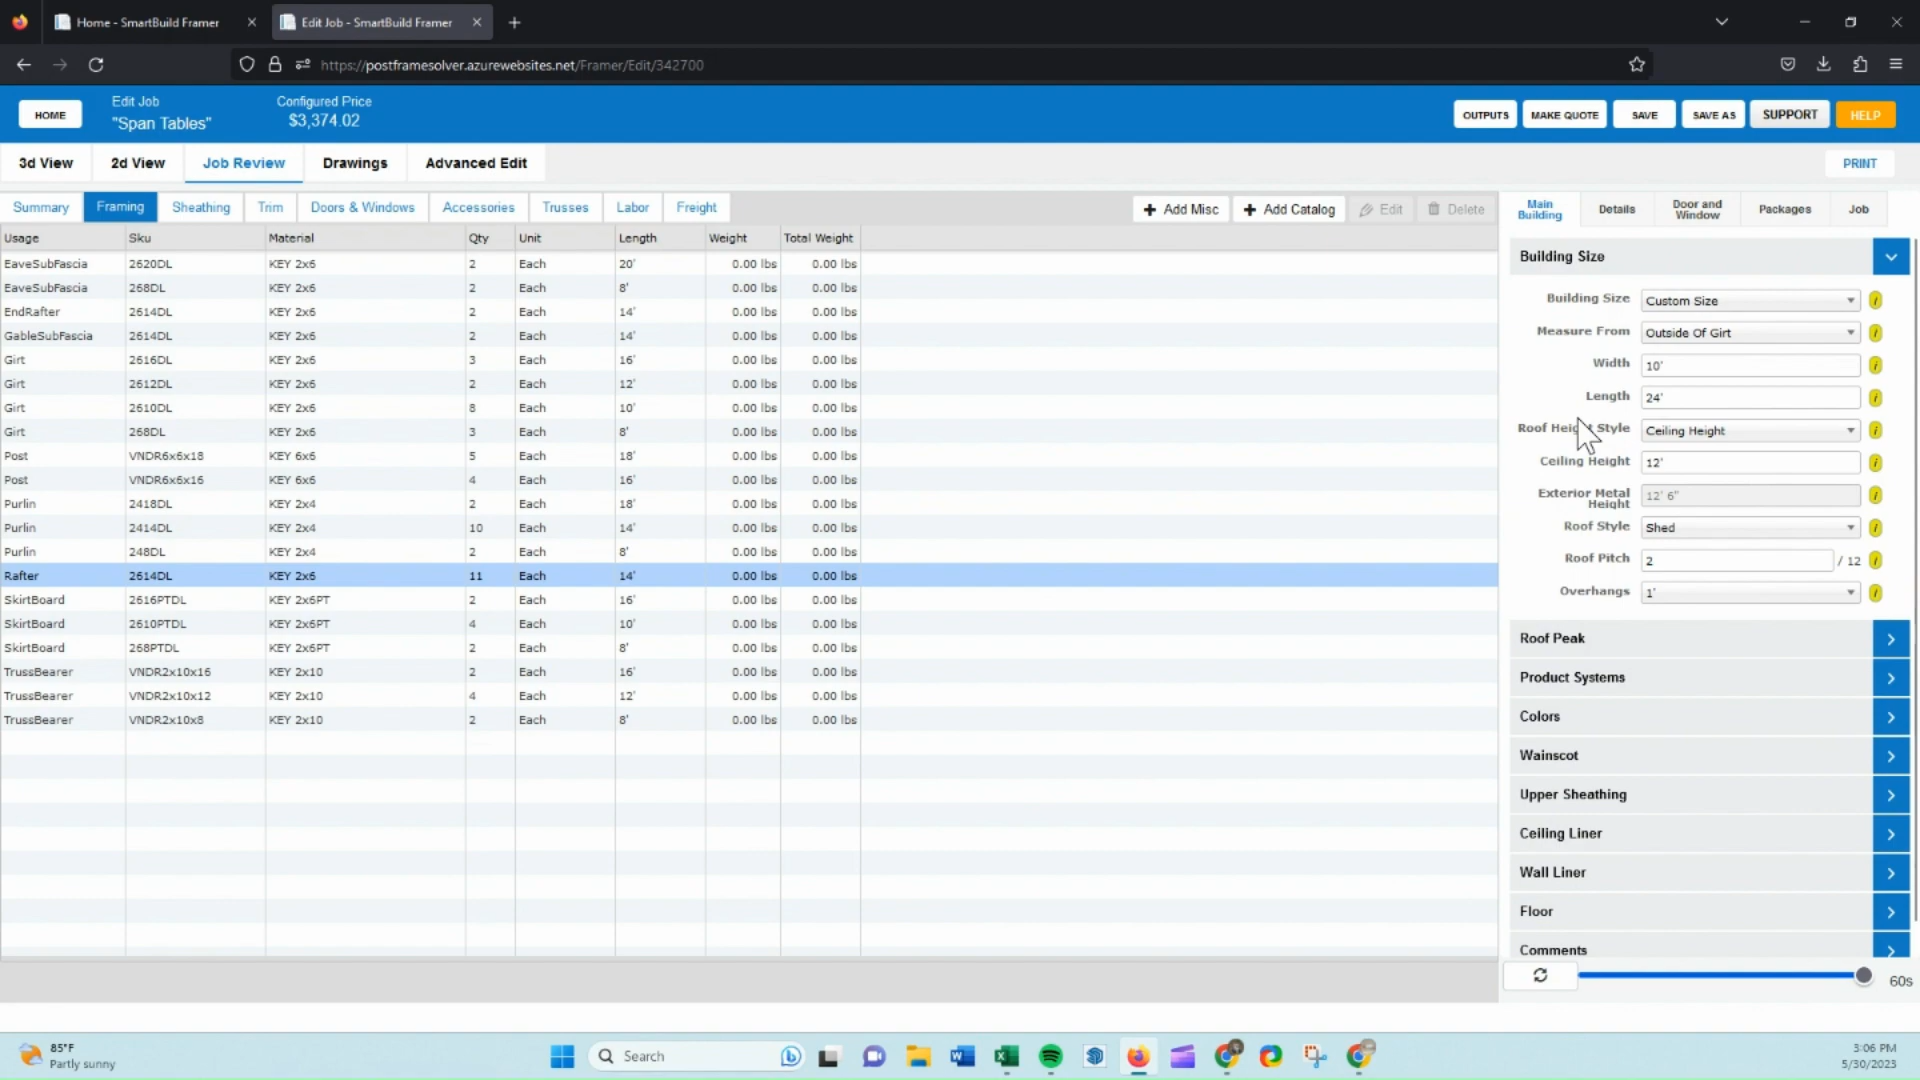 Home - SmartBuild Framer
Edit Job - SmartBuild Framer
https://postframesolver.azurewebsites.net/Framer/Edit/342700
HOME
Edit Job
"Span Tables"
Configured Price
$3,374.02
OUTPUTS
MAKE QUOTE
SAVE
SAVE AS
SUPPORT
HELP
3d View
2d View
Job Review
Drawings
Advanced Edit
PRINT
Summary
Framing
Sheathing
Trim
Doors & Windows
Accessories
Trusses
Labor
Freight
Add Misc
Add Catalog
Edit
Delete
Usage Sku Material Qty Unit Length Weight Total Weight
EaveSubFascia 2620DL KEY 2x6 2 Each 20' 0.00 lbs 0.00 lbs
EaveSubFascia 268DL KEY 2x6 2 Each 8' 0.00 lbs 0.00 lbs
EndRafter 2614DL KEY 2x6 2 Each 14' 0.00 lbs 0.00 lbs
GableSubFascia 2614DL KEY 2x6 2 Each 14' 0.00 lbs 0.00 lbs
Girt 2616DL KEY 2x6 3 Each 16' 0.00 lbs 0.00 lbs
Girt 2612DL KEY 2x6 2 Each 12' 0.00 lbs 0.00 lbs
Girt 2610DL KEY 2x6 8 Each 10' 0.00 lbs 0.00 lbs
Girt 268DL KEY 2x6 3 Each 8' 0.00 lbs 0.00 lbs
Post VNDR6x6x18 KEY 6x6 5 Each 18' 0.00 lbs 0.00 lbs
Post VNDR6x6x16 KEY 6x6 4 Each 16' 0.00 lbs 0.00 lbs
Purlin 2418DL KEY 2x4 2 Each 18' 0.00 lbs 0.00 lbs
Purlin 2414DL KEY 2x4 10 Each 14' 0.00 lbs 0.00 lbs
Purlin 248DL KEY 2x4 2 Each 8' 0.00 lbs 0.00 lbs
Rafter 2614DL KEY 2x6 11 Each 14' 0.00 lbs 0.00 lbs
SkirtBoard 2616PTDL KEY 2x6PT 2 Each 16' 0.00 lbs 0.00 lbs
SkirtBoard 2610PTDL KEY 2x6PT 4 Each 10' 0.00 lbs 0.00 lbs
SkirtBoard 268PTDL KEY 2x6PT 2 Each 8' 0.00 lbs 0.00 lbs
TrussBearer VNDR2x10x16 KEY 2x10 2 Each 16' 0.00 lbs 0.00 lbs
TrussBearer VNDR2x10x12 KEY 2x10 4 Each 12' 0.00 lbs 0.00 lbs
TrussBearer VNDR2x10x8 KEY 2x10 2 Each 8' 0.00 lbs 0.00 lbs
Main
Building
Details
Door and
Window
Packages
Job
Building Size
Building Size Custom Size
Measure From Outside Of Girt
Width 10'
Length 24'
Roof Height Style Ceiling Height
Ceiling Height 12'
Exterior Metal
Height 12' 6"
Roof Style Shed
Roof Pitch 2 / 12
Overhangs 1'
Roof Peak
Product Systems
Colors
Wainscot
Upper Sheathing
Ceiling Liner
Wall Liner
Floor
Comments
60s
85°F
Partly sunny
Search
3:06 PM
5/30/2023